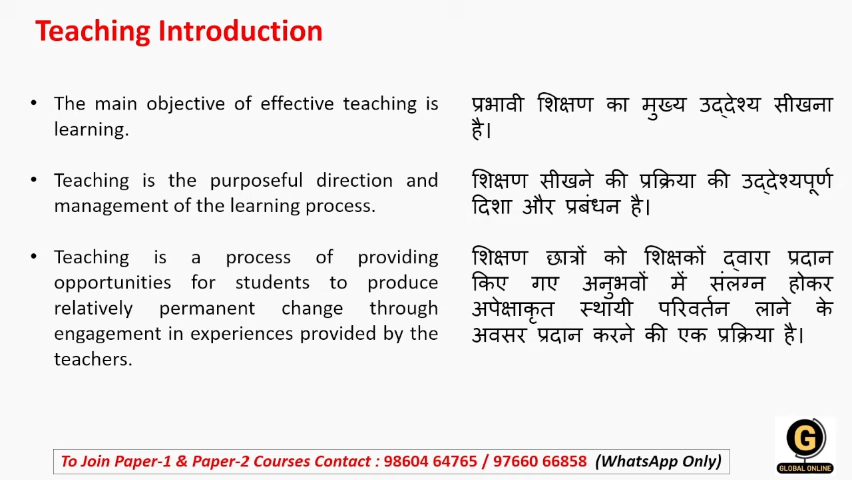 Teaching Introduction
• The main objective of effective teaching is
learning.
• Teaching is the purposeful direction and
management of the learning process.
• Teaching is a process of providing
opportunities for students to produce
relatively permanent change through
engagement in experiences provided by the
teachers.
प्रभावी शिक्षण का मुख्य उद्देश्य सीखना
है।
शिक्षण सीखने की प्रक्रिया की उद्देश्यपूर्ण
दिशा और प्रबंधन है।
शिक्षण छात्रों को शिक्षकों द्वारा प्रदान
किए गए अनुभवों में संलग्न होकर
अपेक्षाकृत स्थायी परिवर्तन लाने के
अवसर प्रदान करने की एक प्रक्रिया है।
To Join Paper-1 & Paper-2 Courses Contact : 98604 64765 / 97660 66858 (WhatsApp Only)
G
GLOBAL ONLINE